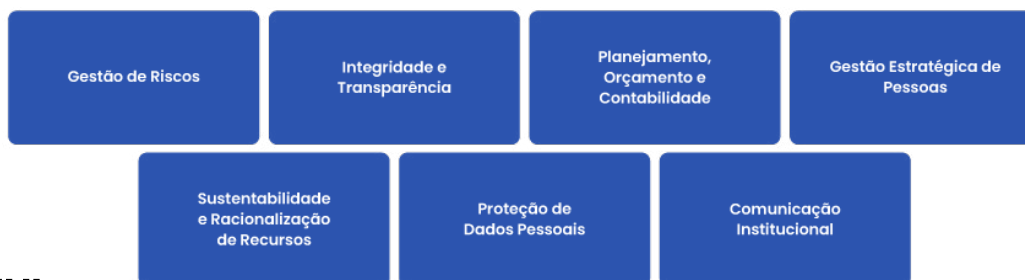 Gestão de Riscos
Integridade e
Transparência
Planejamento,
Orçamento e
Contabilidade
Gestão Estratégica de
Pessoas
Sustentabilidade
e Racionalização
de Recursos
Proteção de
Dados Pessoais
Comunicação
Institucional